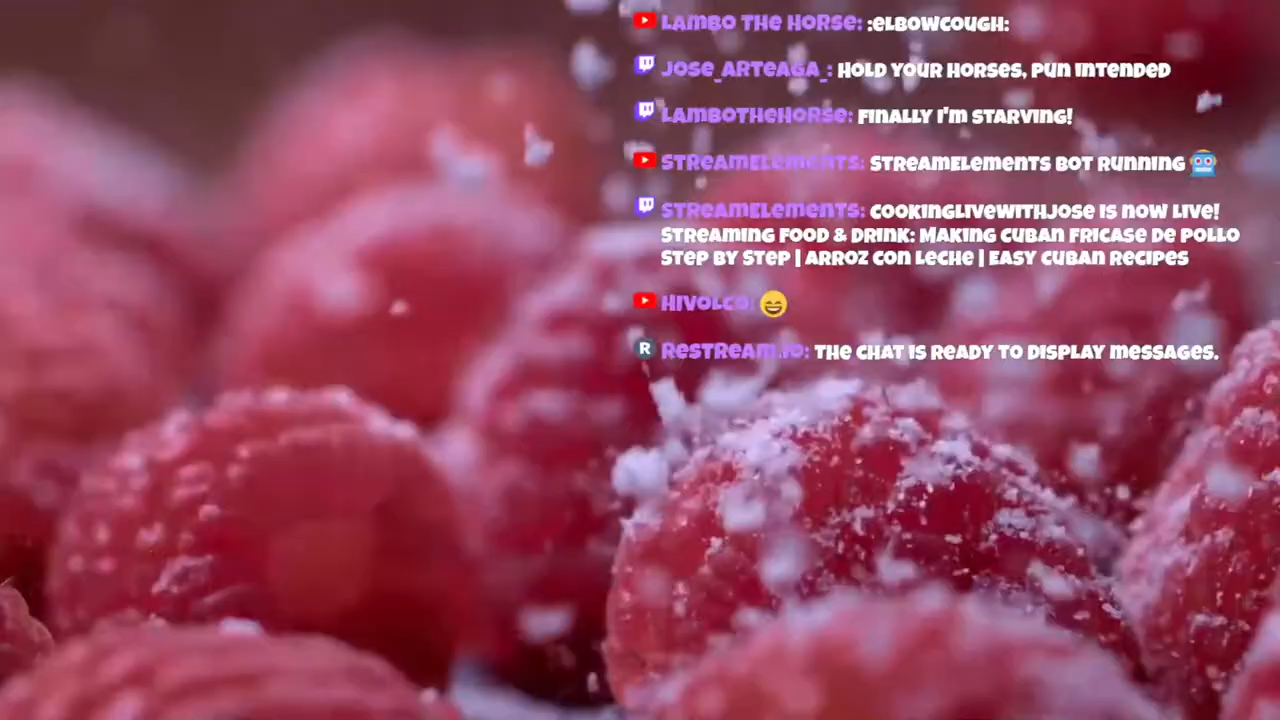 Lambo The Horse: :elbowcough:
Jose_Arteaga_: Hold your horses, pun intended
Lambothehorse: Finally I'm starving!
StreamElements: StreamElements Bot Running
StreamElements: cookinglivewithjose is now live!
Streaming Food & Drink: Making Cuban Fricase de Pollo
Step by Step | Arroz con Leche | Easy Cuban Recipes
Hivolco:
R Restream.io: The chat is ready to display messages.